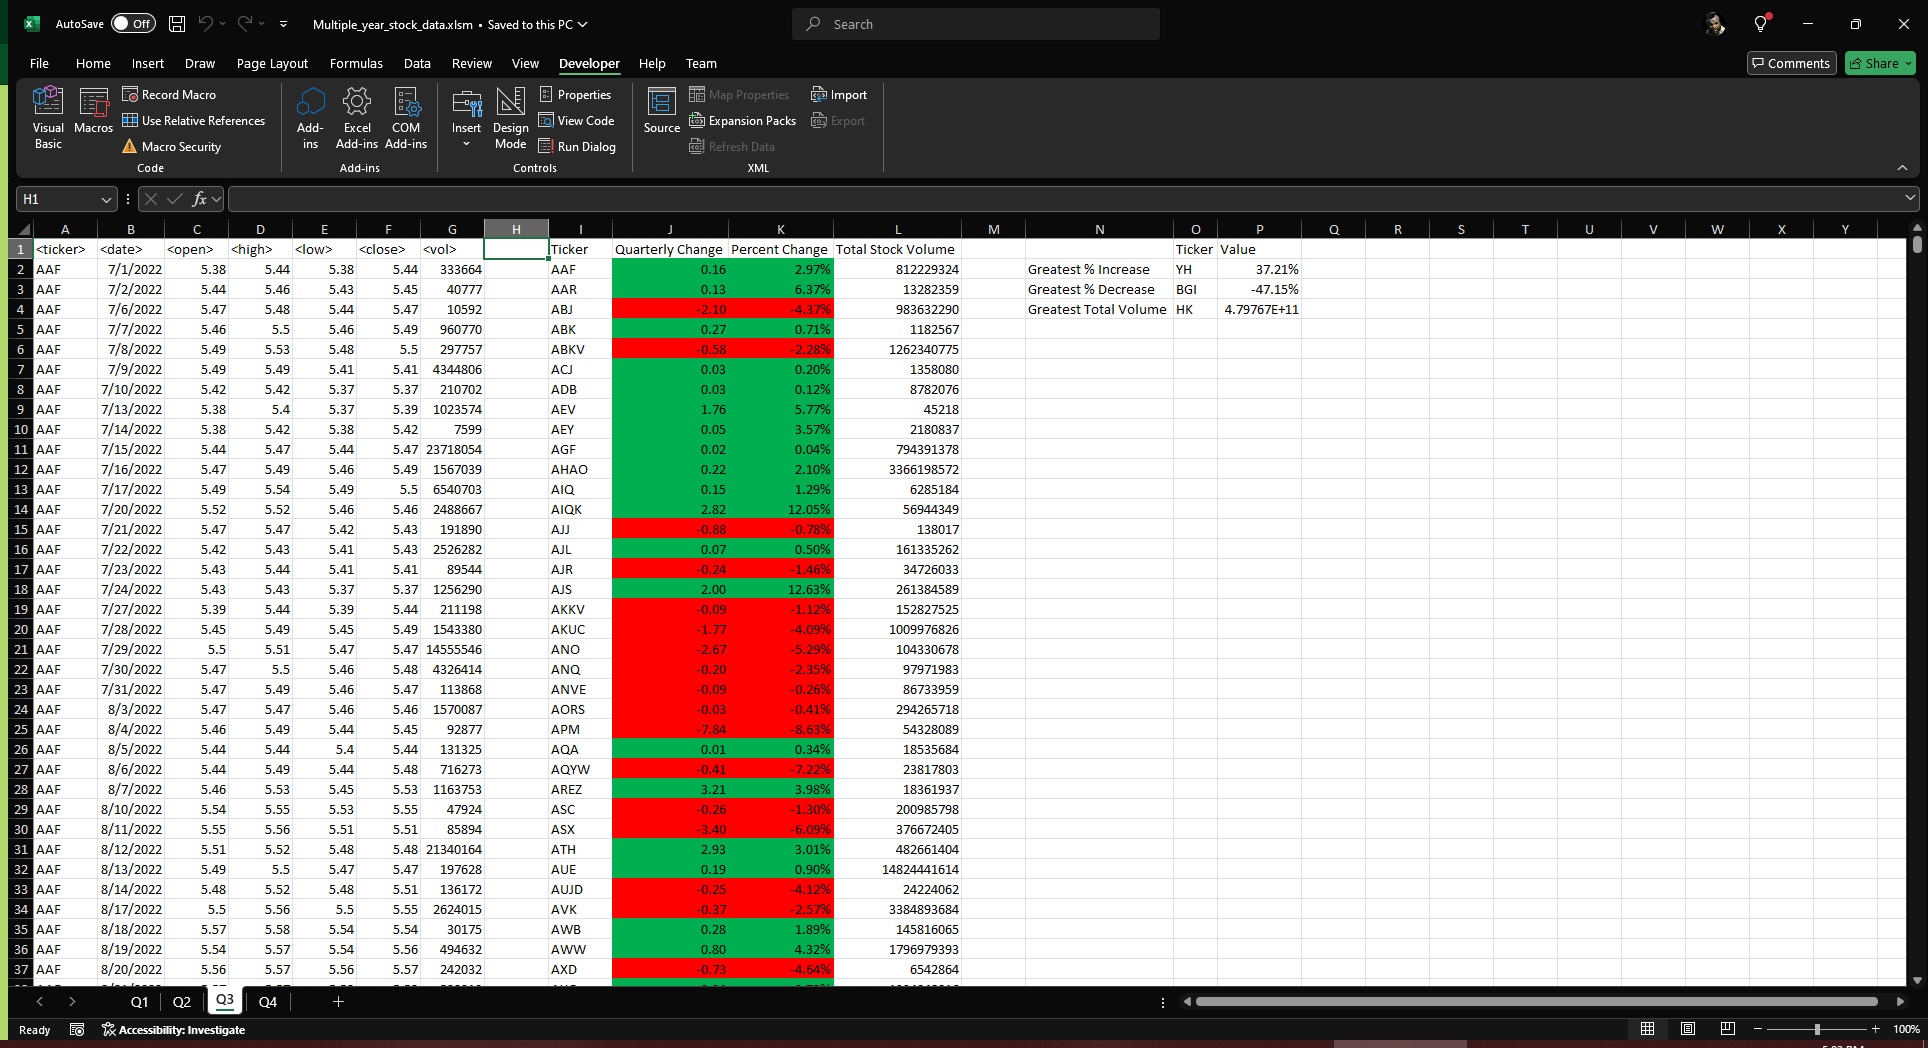 AutoSave Off Multiple_year_stock_data.xlsm • Saved to this PC Search
File Home Insert Draw Page Layout Formulas Data Review View Developer Help Team Comments Share
Visual Basic
Macros
Record Macro
Use Relative References
Macro Security
Code
Add-ins
Excel Add-ins
COM Add-ins
Add-ins
Insert
Design Mode
Properties
View Code
Run Dialog
Controls
Source
Map Properties
Expansion Packs
Refresh Data
Import
Export
XML
H1 fx
A B C D E F G H I J K L M N O P Q R S T U V W X Y
1 <ticker> <date> <open> <high> <low> <close> <vol> Ticker Quarterly Change Percent Change Total Stock Volume Ticker Value
2 AAF 7/1/2022 5.38 5.44 5.38 5.44 333664 AAF 0.16 2.97% 812229324 Greatest % Increase YH 37.21%
3 AAF 7/2/2022 5.44 5.46 5.43 5.45 40777 AAR 0.13 6.37% 13282359 Greatest % Decrease BGI -47.15%
4 AAF 7/6/2022 5.47 5.48 5.44 5.47 10592 ABJ -2.10 -4.37% 983632290 Greatest Total Volume HK 4.79767E+11
5 AAF 7/7/2022 5.46 5.5 5.46 5.49 960770 ABK 0.27 0.71% 1182567
6 AAF 7/8/2022 5.49 5.53 5.48 5.5 297757 ABKV -0.58 -2.28% 1262340775
7 AAF 7/9/2022 5.49 5.49 5.41 5.41 4344806 ACJ 0.03 0.20% 1358080
8 AAF 7/10/2022 5.42 5.42 5.37 5.37 210702 ADB 0.03 0.12% 8782076
9 AAF 7/13/2022 5.38 5.4 5.37 5.39 1023574 AEV 1.76 5.77% 45218
10 AAF 7/14/2022 5.38 5.42 5.38 5.42 7599 AEY 0.05 3.57% 2180837
11 AAF 7/15/2022 5.44 5.47 5.44 5.47 23718054 AGF 0.02 0.04% 794391378
12 AAF 7/16/2022 5.47 5.49 5.46 5.49 1567039 AHAO 0.22 2.10% 3366198572
13 AAF 7/17/2022 5.49 5.54 5.49 5.5 6540703 AIQ 0.15 1.29% 6285184
14 AAF 7/20/2022 5.52 5.52 5.46 5.46 2488667 AIQK 2.82 12.05% 56944349
15 AAF 7/21/2022 5.47 5.47 5.42 5.43 191890 AJJ -0.88 -0.78% 138017
16 AAF 7/22/2022 5.42 5.43 5.41 5.43 2526282 AJL 0.07 0.50% 161335262
17 AAF 7/23/2022 5.43 5.44 5.41 5.41 89544 AJR -0.24 -1.46% 34726033
18 AAF 7/24/2022 5.43 5.43 5.37 5.37 1256290 AJS 2.00 12.63% 261384589
19 AAF 7/27/2022 5.39 5.44 5.39 5.44 211198 AKKV -0.09 -1.12% 152827525
20 AAF 7/28/2022 5.45 5.49 5.45 5.49 1543380 AKUC -1.77 -4.09% 1009976826
21 AAF 7/29/2022 5.5 5.51 5.47 5.47 14555546 ANO -2.67 -5.29% 104330678
22 AAF 7/30/2022 5.47 5.5 5.46 5.48 4326414 ANQ -0.20 -2.35% 97971983
23 AAF 7/31/2022 5.47 5.49 5.46 5.47 113868 ANVE -0.09 -0.26% 86733959
24 AAF 8/3/2022 5.47 5.47 5.46 5.46 1570087 AORS -0.03 -0.41% 294265718
25 AAF 8/4/2022 5.46 5.49 5.44 5.45 92877 APM -7.84 -8.63% 54328089
26 AAF 8/5/2022 5.44 5.44 5.4 5.44 131325 AQA 0.01 0.34% 18535684
27 AAF 8/6/2022 5.44 5.49 5.44 5.48 716273 AQYW -0.41 -7.22% 23817803
28 AAF 8/7/2022 5.46 5.53 5.45 5.53 1163753 AREZ 3.21 3.98% 18361937
29 AAF 8/10/2022 5.54 5.55 5.53 5.55 47924 ASC -0.26 -1.30% 200985798
30 AAF 8/11/2022 5.55 5.56 5.51 5.51 85894 ASX -3.40 -6.09% 376672405
31 AAF 8/12/2022 5.51 5.52 5.48 5.48 21340164 ATH 2.93 3.01% 482661404
32 AAF 8/13/2022 5.49 5.5 5.47 5.47 197628 AUE 0.19 0.90% 14824441614
33 AAF 8/14/2022 5.48 5.52 5.48 5.51 136172 AUJD -0.25 -4.12% 24224062
34 AAF 8/17/2022 5.5 5.56 5.5 5.55 2624015 AVK -0.37 -2.57% 3384893684
35 AAF 8/18/2022 5.57 5.58 5.54 5.54 30175 AWB 0.28 1.89% 145816065
36 AAF 8/19/2022 5.54 5.57 5.54 5.56 494632 AWW 0.80 4.32% 1796979393
37 AAF 8/20/2022 5.56 5.57 5.56 5.57 242032 AXD -0.73 -4.64% 6542864
Q1 Q2 Q3 Q4
Ready Accessibility: Investigate 100%